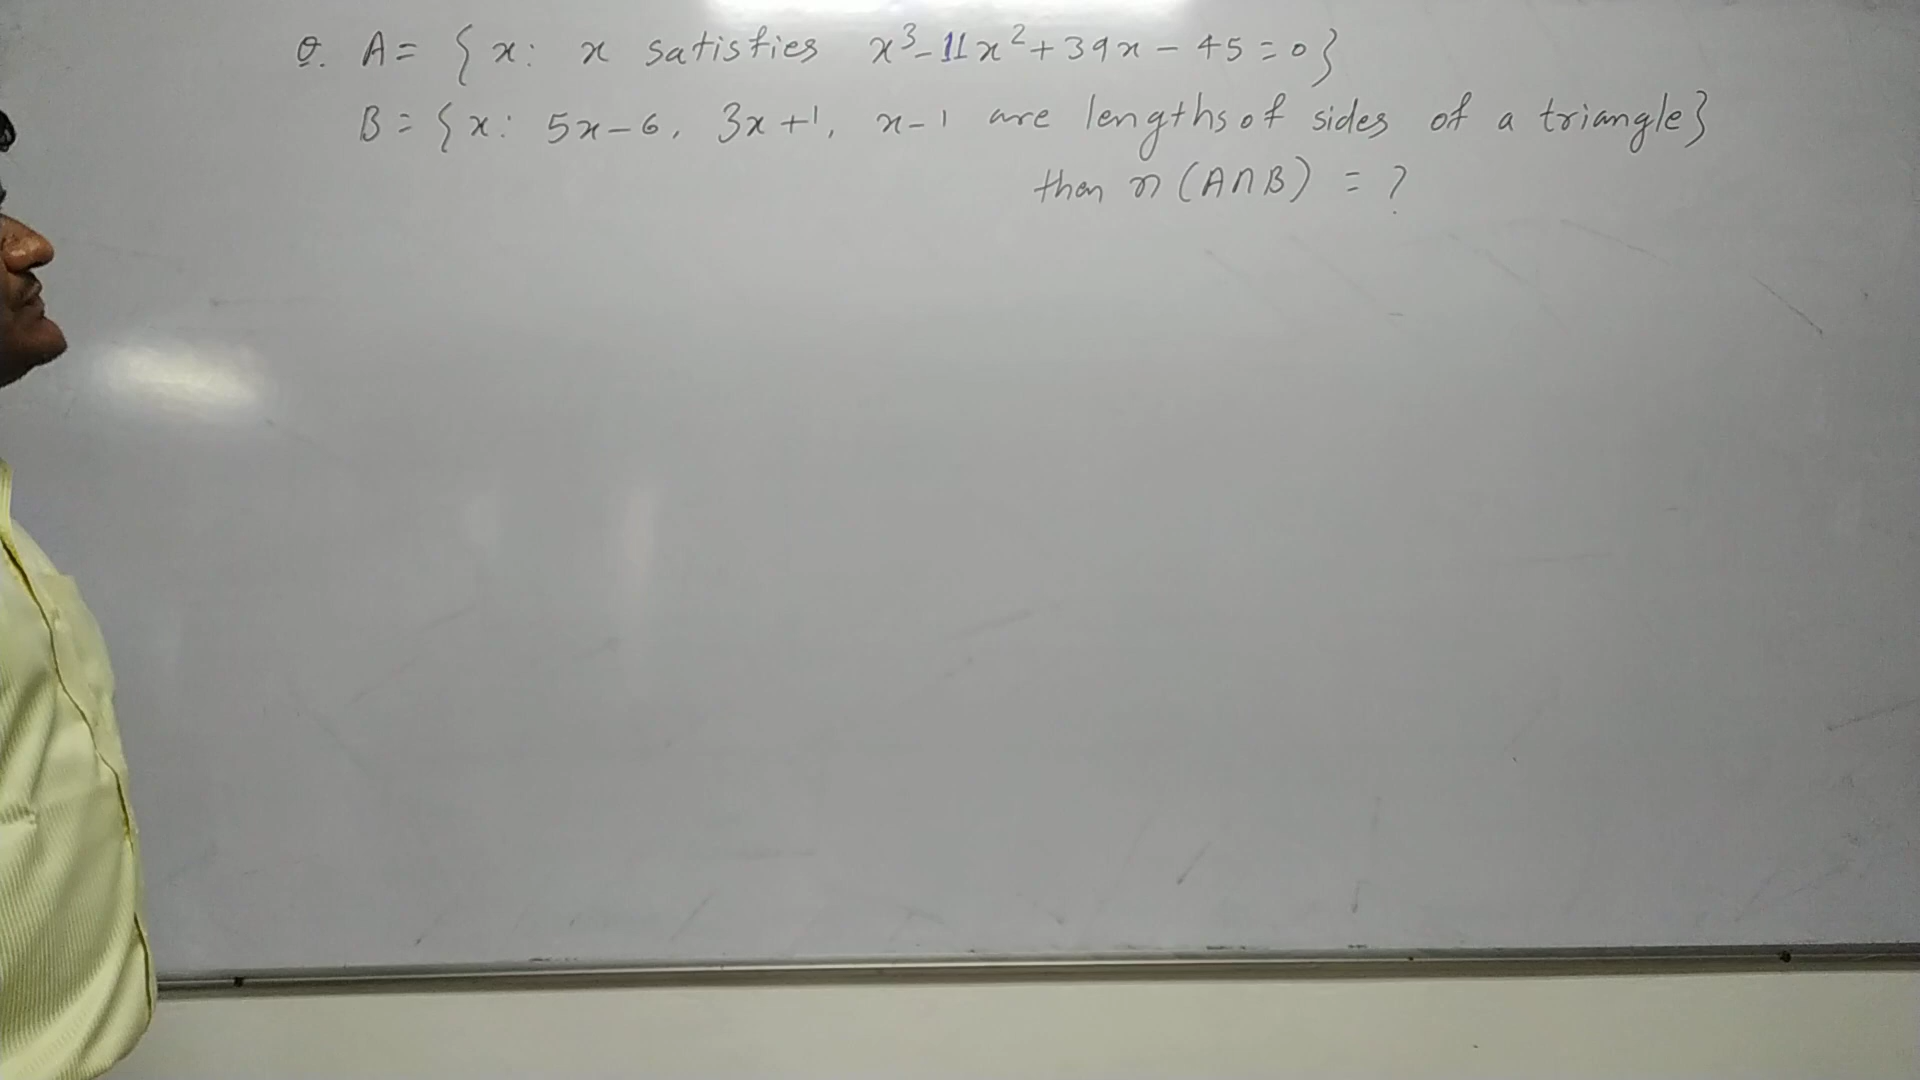 Q. A = { x : x satisfies x³ - 11x² + 39x - 45 = 0 }
B = { x : 5x - 6, 3x + 1, x - 1 are lengths of sides of a triangle }
then n (A∩B) = ?